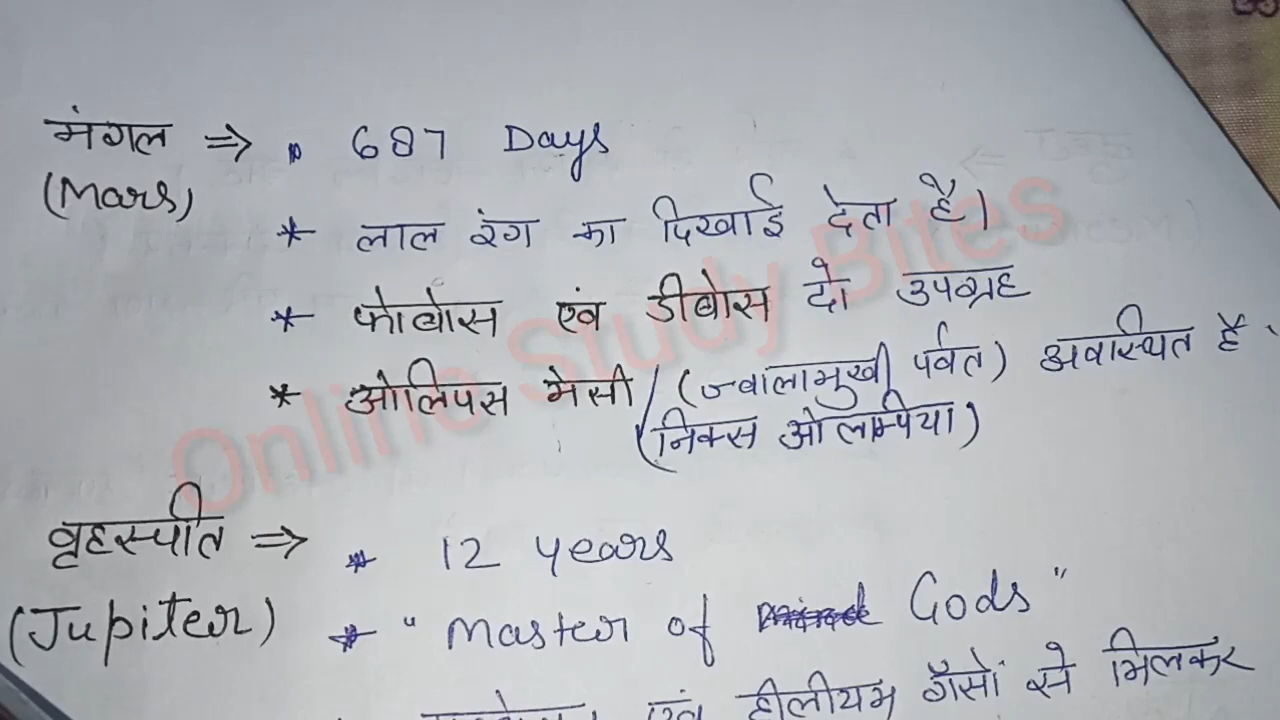 मंगल ⇒ • 687 Days
(Mars)
* लाल रंग का दिखाई देता है।
* फोबोस एवं डीबोस दो उपग्रह
* ओलिपस मेसी / (ज्वालामुखी पर्वत) अवस्थित है
(निक्स ओलाम्पिया)
वृहस्पति ⇒ * 12 years
(Jupiter) * "Master of Gods"
एवं हीलीयम गैसों से मिलकर
Online Study Bites